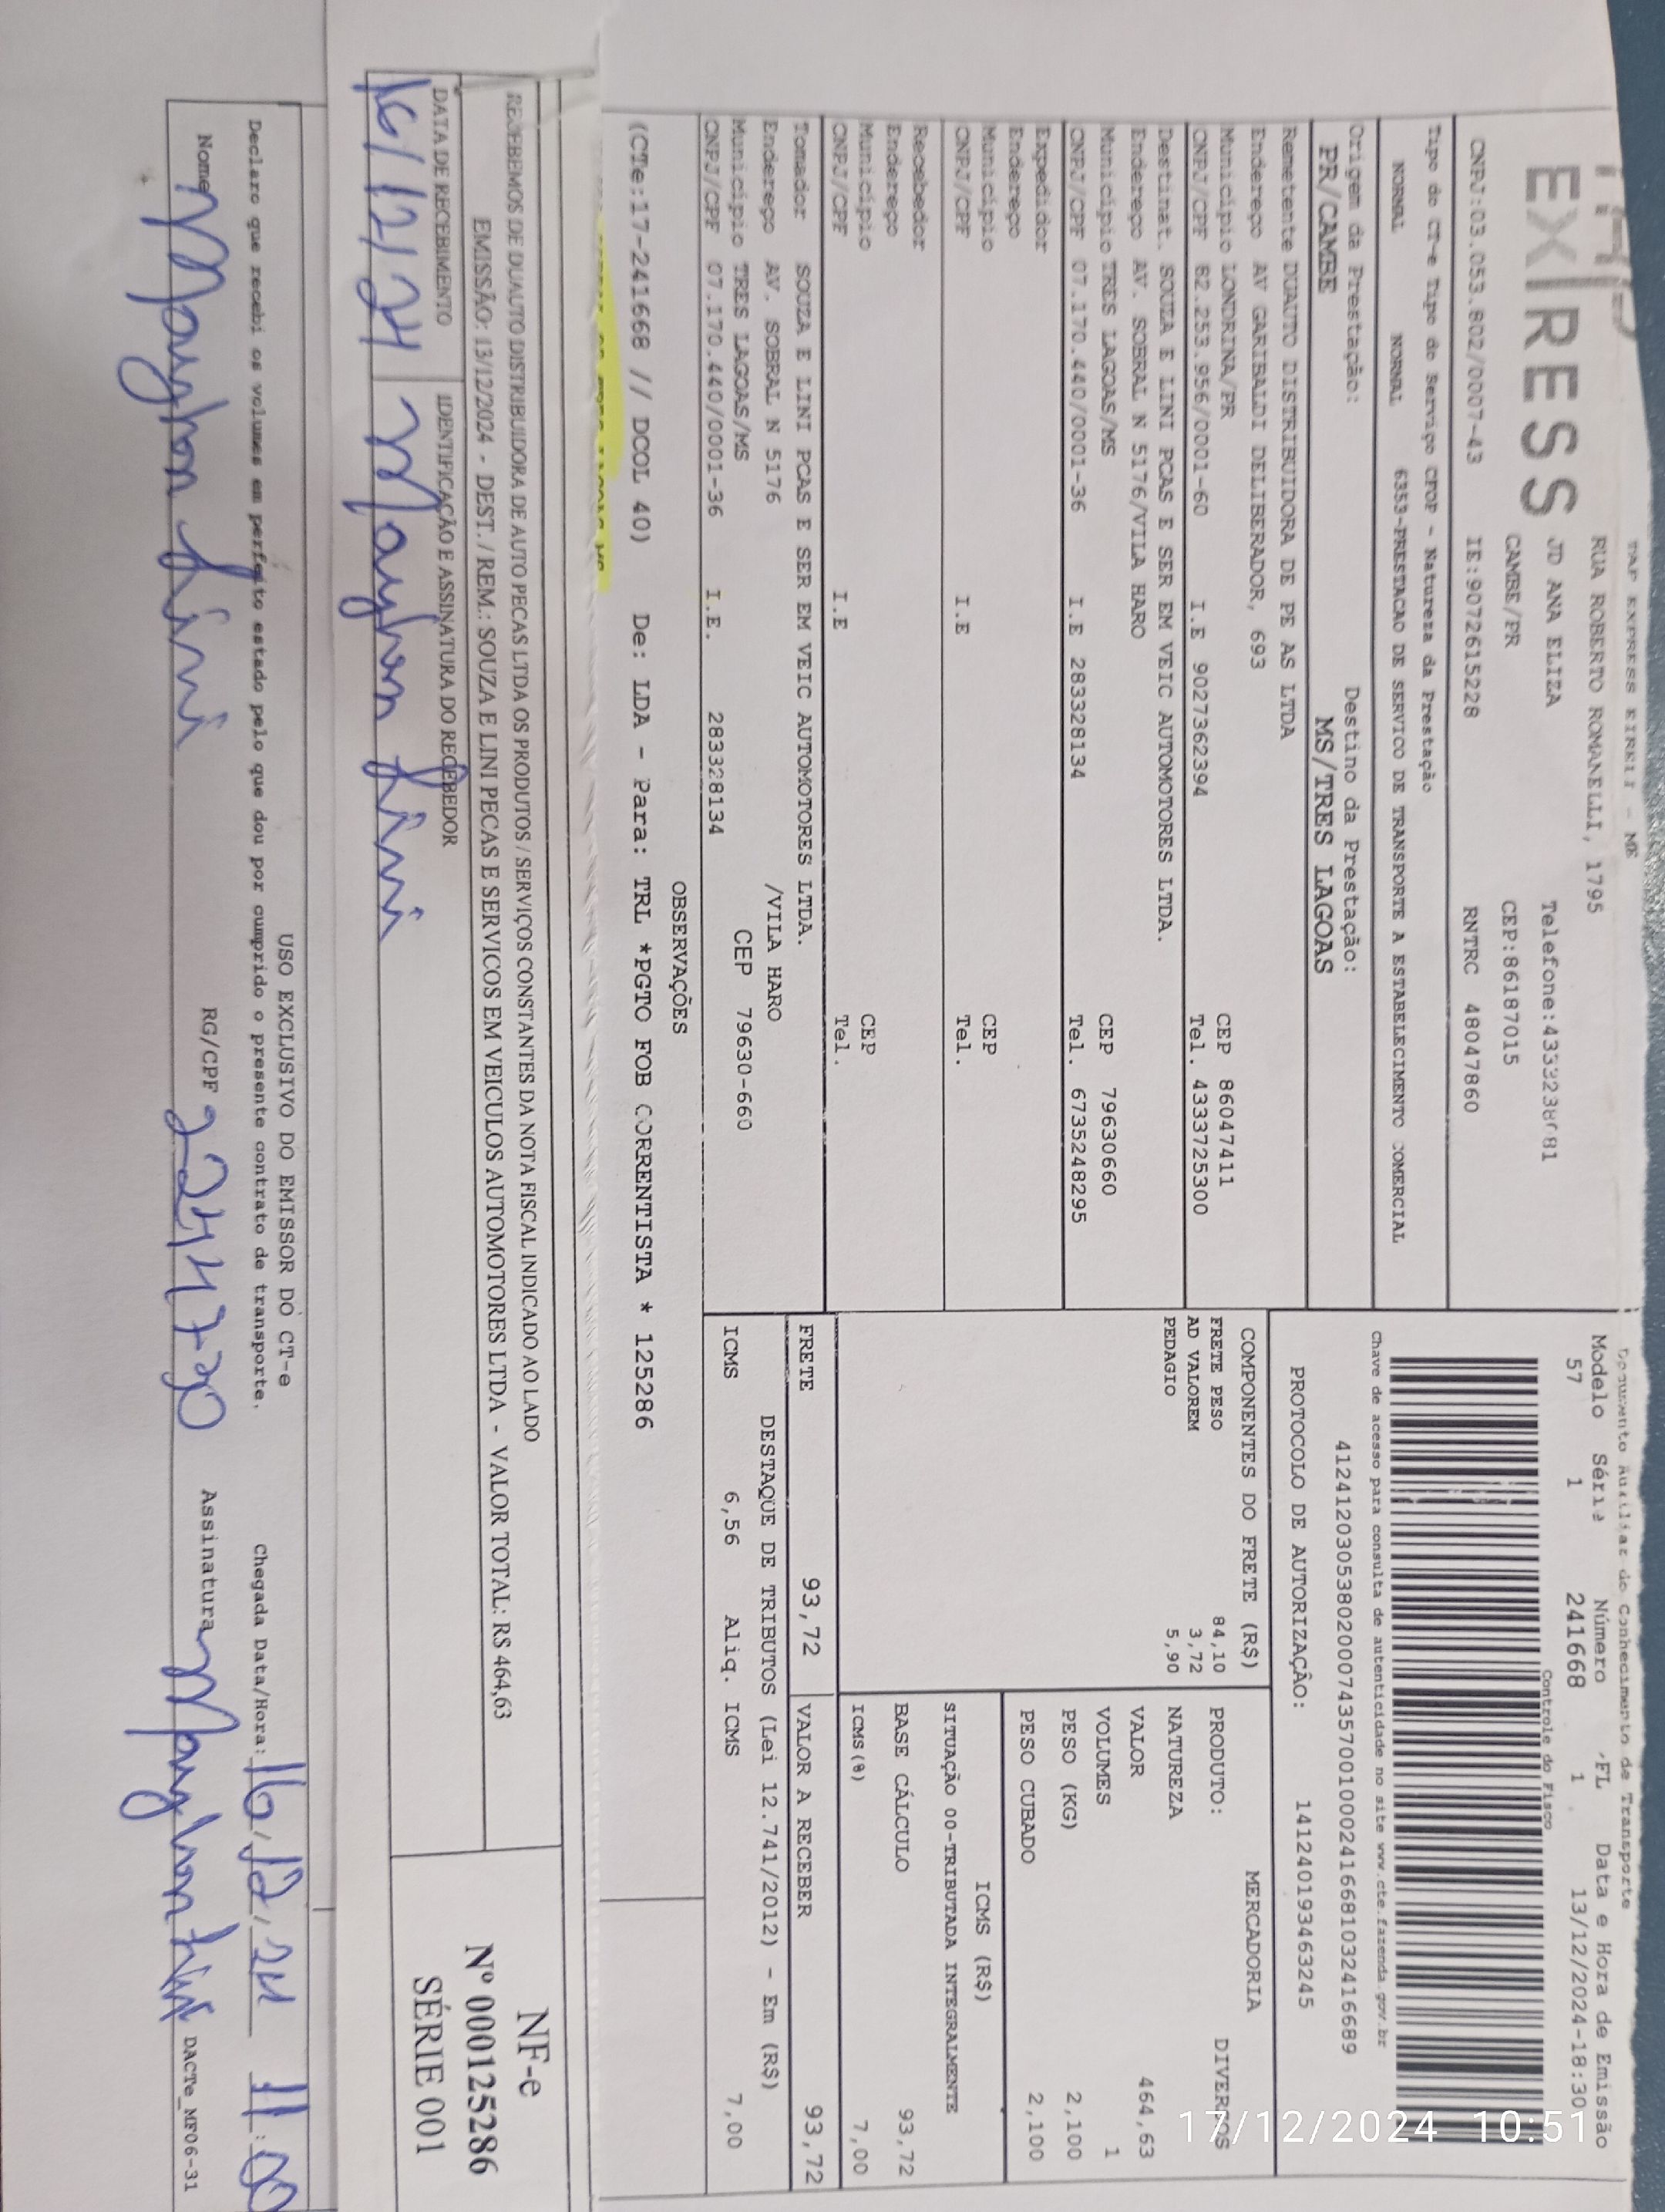 EXPRESS
TAP EXPRESS EIRELI - ME
RUA ROBERTO ROMANELLI, 1795
JD ANA ELIZA Telefone:
CAMBE/PR CEP:86187015
CNPJ:03.053.802/0007-43 IE:9072615228 RNTRC 48047860
Tipo do CT-e Tipo de Serviço CFOP - Natureza da Prestação
NORMAL NORMAL 6353-PRESTACAO DE SERVICO DE TRANSPORTE A ESTABELECIMENTO COMERCIAL
Origem da Prestação: Destino da Prestação:
PR/CAMBE MS/TRES LAGOAS
Documento Auxiliar do Conhecimento de Transporte
Modelo Série Número FL Data e Hora de Emissão
57 1 241668 1 13/12/2024-18:30
Controle do Fisco
Chave de acesso para consulta de autenticidade no site www.cte.fazenda.gov.br
41241203053802000743570010002416681032416689
PROTOCOLO DE AUTORIZAÇÃO: 141240193463245
Remetente DUAUTO DISTRIBUIDORA DE PE AS LTDA
Endereço AV GARIBALDI DELIBERADOR, 693
Município LONDRINA/PR CEP 86047411
CNPJ/CPF 82.253.956/0001-60 I.E 9027362394 Tel. 4333725300
Destinat. SOUZA E LINI PCAS E SER EM VEIC AUTOMOTORES LTDA.
Endereço AV. SOBRAL N 5176/VILA HARO
Município TRES LAGOAS/MS CEP 79630660
CNPJ/CPF 07.170.440/0001-36 I.E 283328134 Tel. 6735248295
Expedidor
Endereço
Município CEP
CNPJ/CPF I.E Tel.
Recebedor
Endereço
Município CEP
CNPJ/CPF I.E Tel.
Tomador SOUZA E LINI PCAS E SER EM VEIC AUTOMOTORES LTDA.
Endereço AV. SOBRAL N 5176 /VILA HARO
Município TRES LAGOAS/MS CEP 79630-660
CNPJ/CPF 07.170.440/0001-36 I.E. 283328134
COMPONENTES DO FRETE (R$)
FRETE PESO 84,10
AD VALOREM 3,72
PEDAGIO 5,90
MERCADORIA
PRODUTO: DIVERSOS
NATUREZA
VALOR 464,63
VOLUMES 1
PESO (KG) 2,100
PESO CUBADO 2,100
ICMS (R$)
SITUAÇÃO 00-TRIBUTADA INTEGRALMENTE
BASE CÁLCULO 93,72
ICMS(%) 7,00
FRETE 93,72 VALOR A RECEBER 93,72
DESTAQUE DE TRIBUTOS (Lei 12.741/2012) - Em (R$)
ICMS 6,56 Aliq. ICMS 7,00
OBSERVAÇÕES
(CTe:17-241668 // DCOL 40) De: LDA - Para: TRL *PGTO FOB CORRENTISTA * 125286
RECEBEMOS DE DUAUTO DISTRIBUIDORA DE AUTO PECAS LTDA OS PRODUTOS / SERVIÇOS CONSTANTES DA NOTA FISCAL INDICADO AO LADO
EMISSÃO: 13/12/2024 - DEST. / REM.: SOUZA E LINI PECAS E SERVICOS EM VEICULOS AUTOMOTORES LTDA - VALOR TOTAL: R$ 464,63
DATA DE RECEBIMENTO IDENTIFICAÇÃO E ASSINATURA DO RECEBEDOR
16/12/24 Maylson Lini
NF-e
Nº 000125286
SÉRIE 001
USO EXCLUSIVO DO EMISSOR DO CT-e
Declaro que recebi os volumes em perfeito estado pelo que dou por cumprido o presente contrato de transporte. Chegada Data/Hora: 16/12/24 11:00
Nome Maylson Lini RG/CPF Assinatura Maylson Lini DACTe_MF06-31
17/12/2024 10:51